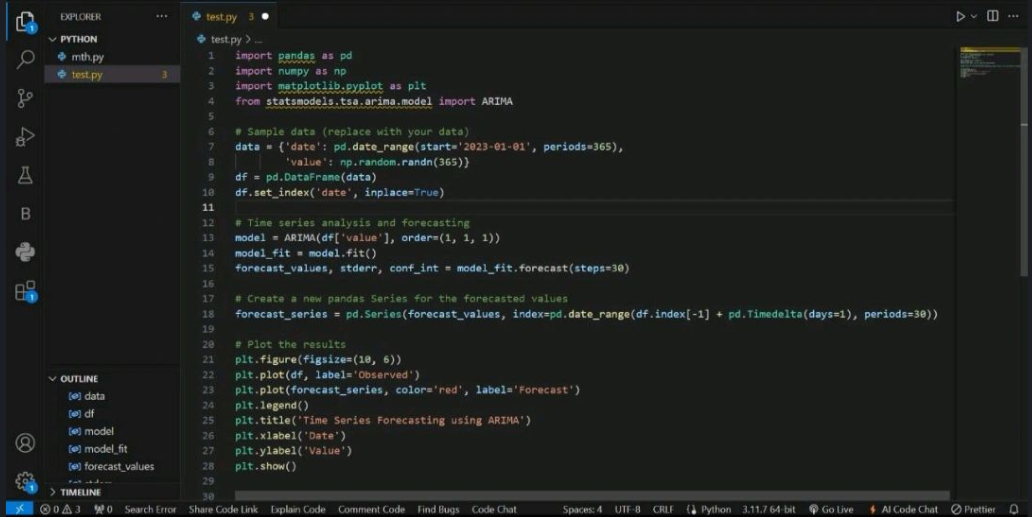 EXPLORER ...
PYTHON
mth.py
test.py 3
OUTLINE
data
df
model
model_fit
forecast_values
TIMELINE
test.py 3
test.py > ...
1 import pandas as pd
2 import numpy as np
3 import matplotlib.pyplot as plt
4 from statsmodels.tsa.arima.model import ARIMA
5
6 # Sample data (replace with your data)
7 data = {'date': pd.date_range(start='2023-01-01', periods=365),
8 'value': np.random.randn(365)}
9 df = pd.DataFrame(data)
10 df.set_index('date', inplace=True)
11
12 # Time series analysis and forecasting
13 model = ARIMA(df['value'], order=(1, 1, 1))
14 model_fit = model.fit()
15 forecast_values, stderr, conf_int = model_fit.forecast(steps=30)
16
17 # Create a new pandas Series for the forecasted values
18 forecast_series = pd.Series(forecast_values, index=pd.date_range(df.index[-1] + pd.Timedelta(days=1), periods=30))
19
20 # Plot the results
21 plt.figure(figsize=(10, 6))
22 plt.plot(df, label='Observed')
23 plt.plot(forecast_series, color='red', label='Forecast')
24 plt.legend()
25 plt.title('Time Series Forecasting using ARIMA')
26 plt.xlabel('Date')
27 plt.ylabel('Value')
28 plt.show()
29
30
0 3 0 Search Error Share Code Link Explain Code Comment Code Find Bugs Code Chat Spaces: 4 UTF-8 CRLF Python 3.11.7 64-bit Go Live AI Code Chat Prettier